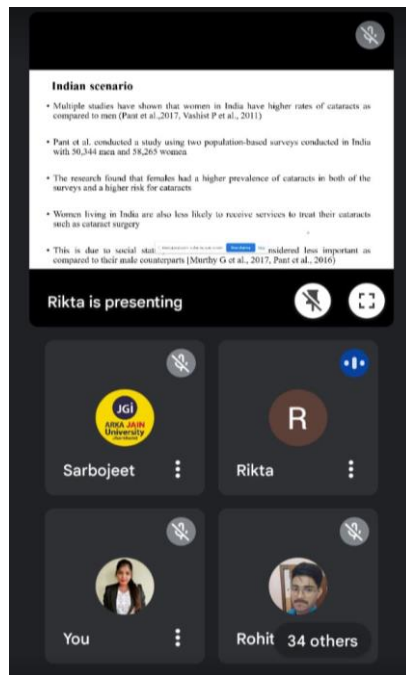 Indian scenario
• Multiple studies have shown that women in India have higher rates of cataracts as
compared to men (Pant et al.,2017, Vashist P et al., 2011)
• Pant et al. conducted a study using two population-based surveys conducted in India
with 50,344 men and 58,265 women
• The research found that females had a higher prevalence of cataracts in both of the
surveys and a higher risk for cataracts
• Women living in India are also less likely to receive services to treat their cataracts
such as cataract surgery
• This is due to social stat nsidered less important as
compared to their male counterparts [Murthy G et al., 2017, Pant et al., 2016)
Rikta is presenting
JGi
ARKA JAIN
University
R
Sarbojeet
Rikta
You
Rohit
34 others